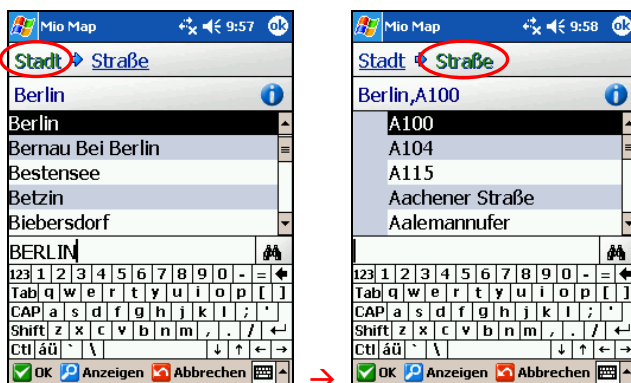 Mio Map 9:57 ok
Stadt Straße
Berlin
Berlin
Bernau Bei Berlin
Bestensee
Betzin
Biebersdorf
BERLIN
123 1 2 3 4 5 6 7 8 9 0 - =
Tab q w e r t y u i o p [ ]
CAP a s d f g h j k l ; '
Shift z x c v b n m , . /
Ctl áü ` \ ↓ ↑ ← →
OK Anzeigen Abbrechen
→
Mio Map 9:58 ok
Stadt Straße
Berlin,A100
A100
A104
A115
Aachener Straße
Aalemannufer
123 1 2 3 4 5 6 7 8 9 0 - =
Tab q w e r t y u i o p [ ]
CAP a s d f g h j k l ; '
Shift z x c v b n m , . /
Ctl áü ` \ ↓ ↑ ← →
OK Anzeigen Abbrechen